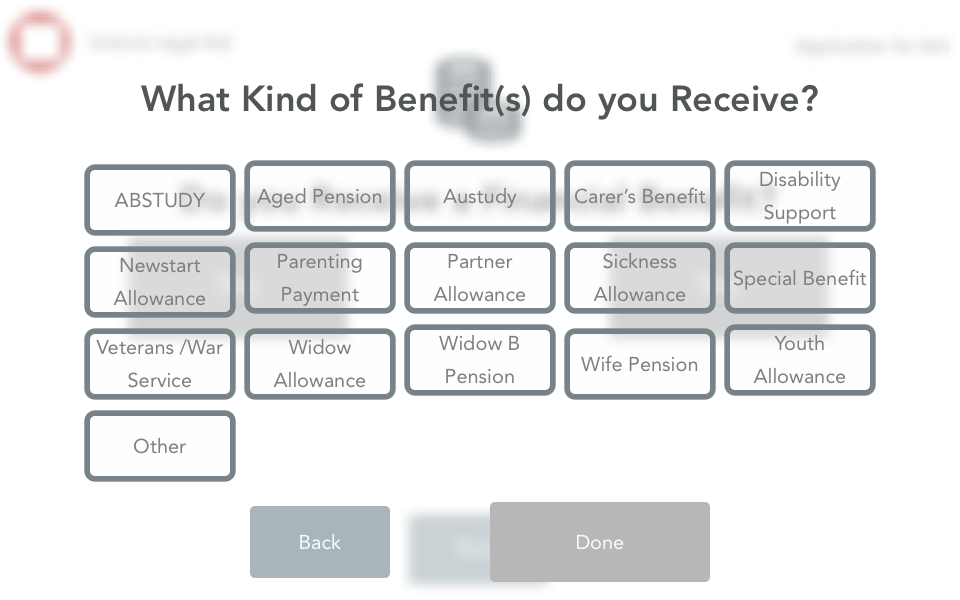 What Kind of Benefit(s) do you Receive?
ABSTUDY
Aged Pension
Austudy
Carer's Benefit
Disability
Support
Newstart
Allowance
Parenting
Payment
Partner
Allowance
Sickness
Allowance
Special Benefit
Veterans /War
Service
Widow
Allowance
Widow B
Pension
Wife Pension
Youth
Allowance
Other
Back
Done